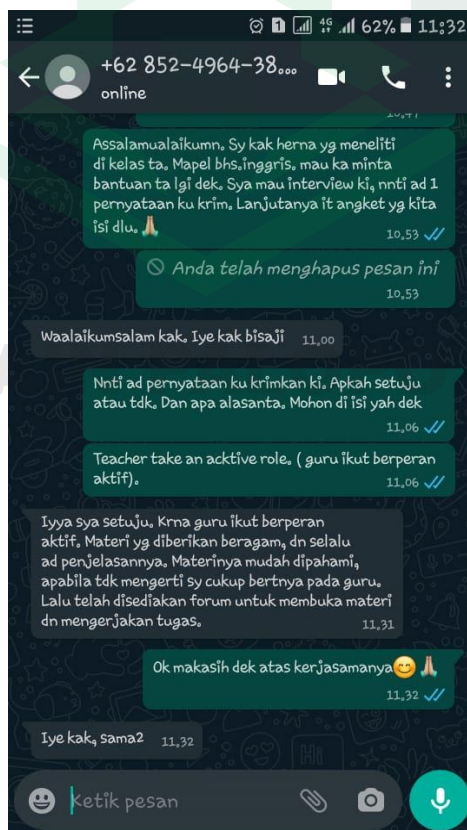 4G 62% 11:32
+62 852-4964-38...
online
10.47
Assalamualaikumn. Sy kak herna yg meneliti
di kelas ta. Mapel bhs.inggris. mau ka minta
bantuan ta lgi dek. Sya mau interview ki, nnti ad 1
pernyataan ku krim. Lanjutanya it angket yg kita
isi dlu. 🙏
10.53
Anda telah menghapus pesan ini
10.53
Waalaikumsalam kak. Iye kak bisaji 11.00
Nnti ad pernyataan ku krimkan ki. Apkah setuju
atau tdk. Dan apa alasanta. Mohon di isi yah dek
11.06
Teacher take an acktive role. ( guru ikut berperan
aktif). 11.06
Iyya sya setuju. Krna guru ikut berperan
aktif. Materi yg diberikan beragam, dn selalu
ad penjelasannya. Materinya mudah dipahami,
apabila tdk mengerti sy cukup bertnya pada guru.
Lalu telah disediakan forum untuk membuka materi
dn mengerjakan tugas. 11.31
Ok makasih dek atas kerjasamanya😊🙏
11.32
Iye kak, sama2 11.32
Ketik pesan